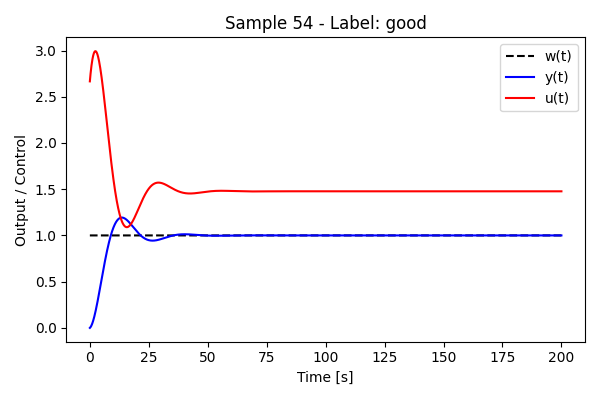 Sample 54 - Label: good
w(t)
y(t)
u(t)
Output / Control
3.0
2.5
2.0
1.5
1.0
0.5
0.0
0 25 50 75 100 125 150 175 200
Time [s]